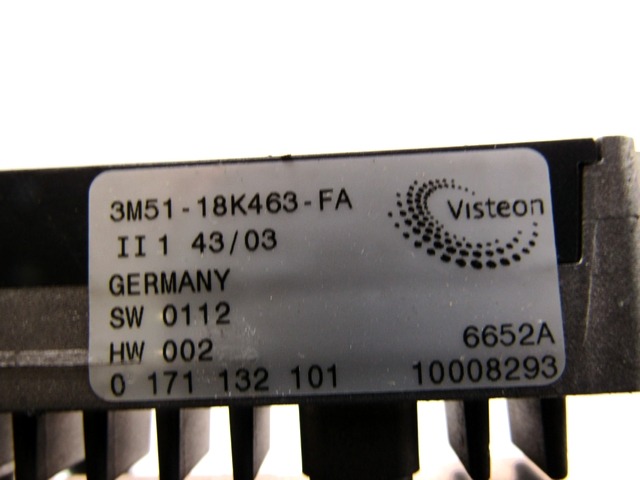 3M51-18K463-FA
Visteon
II 1 43/03
GERMANY
SW 0112
HW 002
6652A
0 171 132 101
10008293